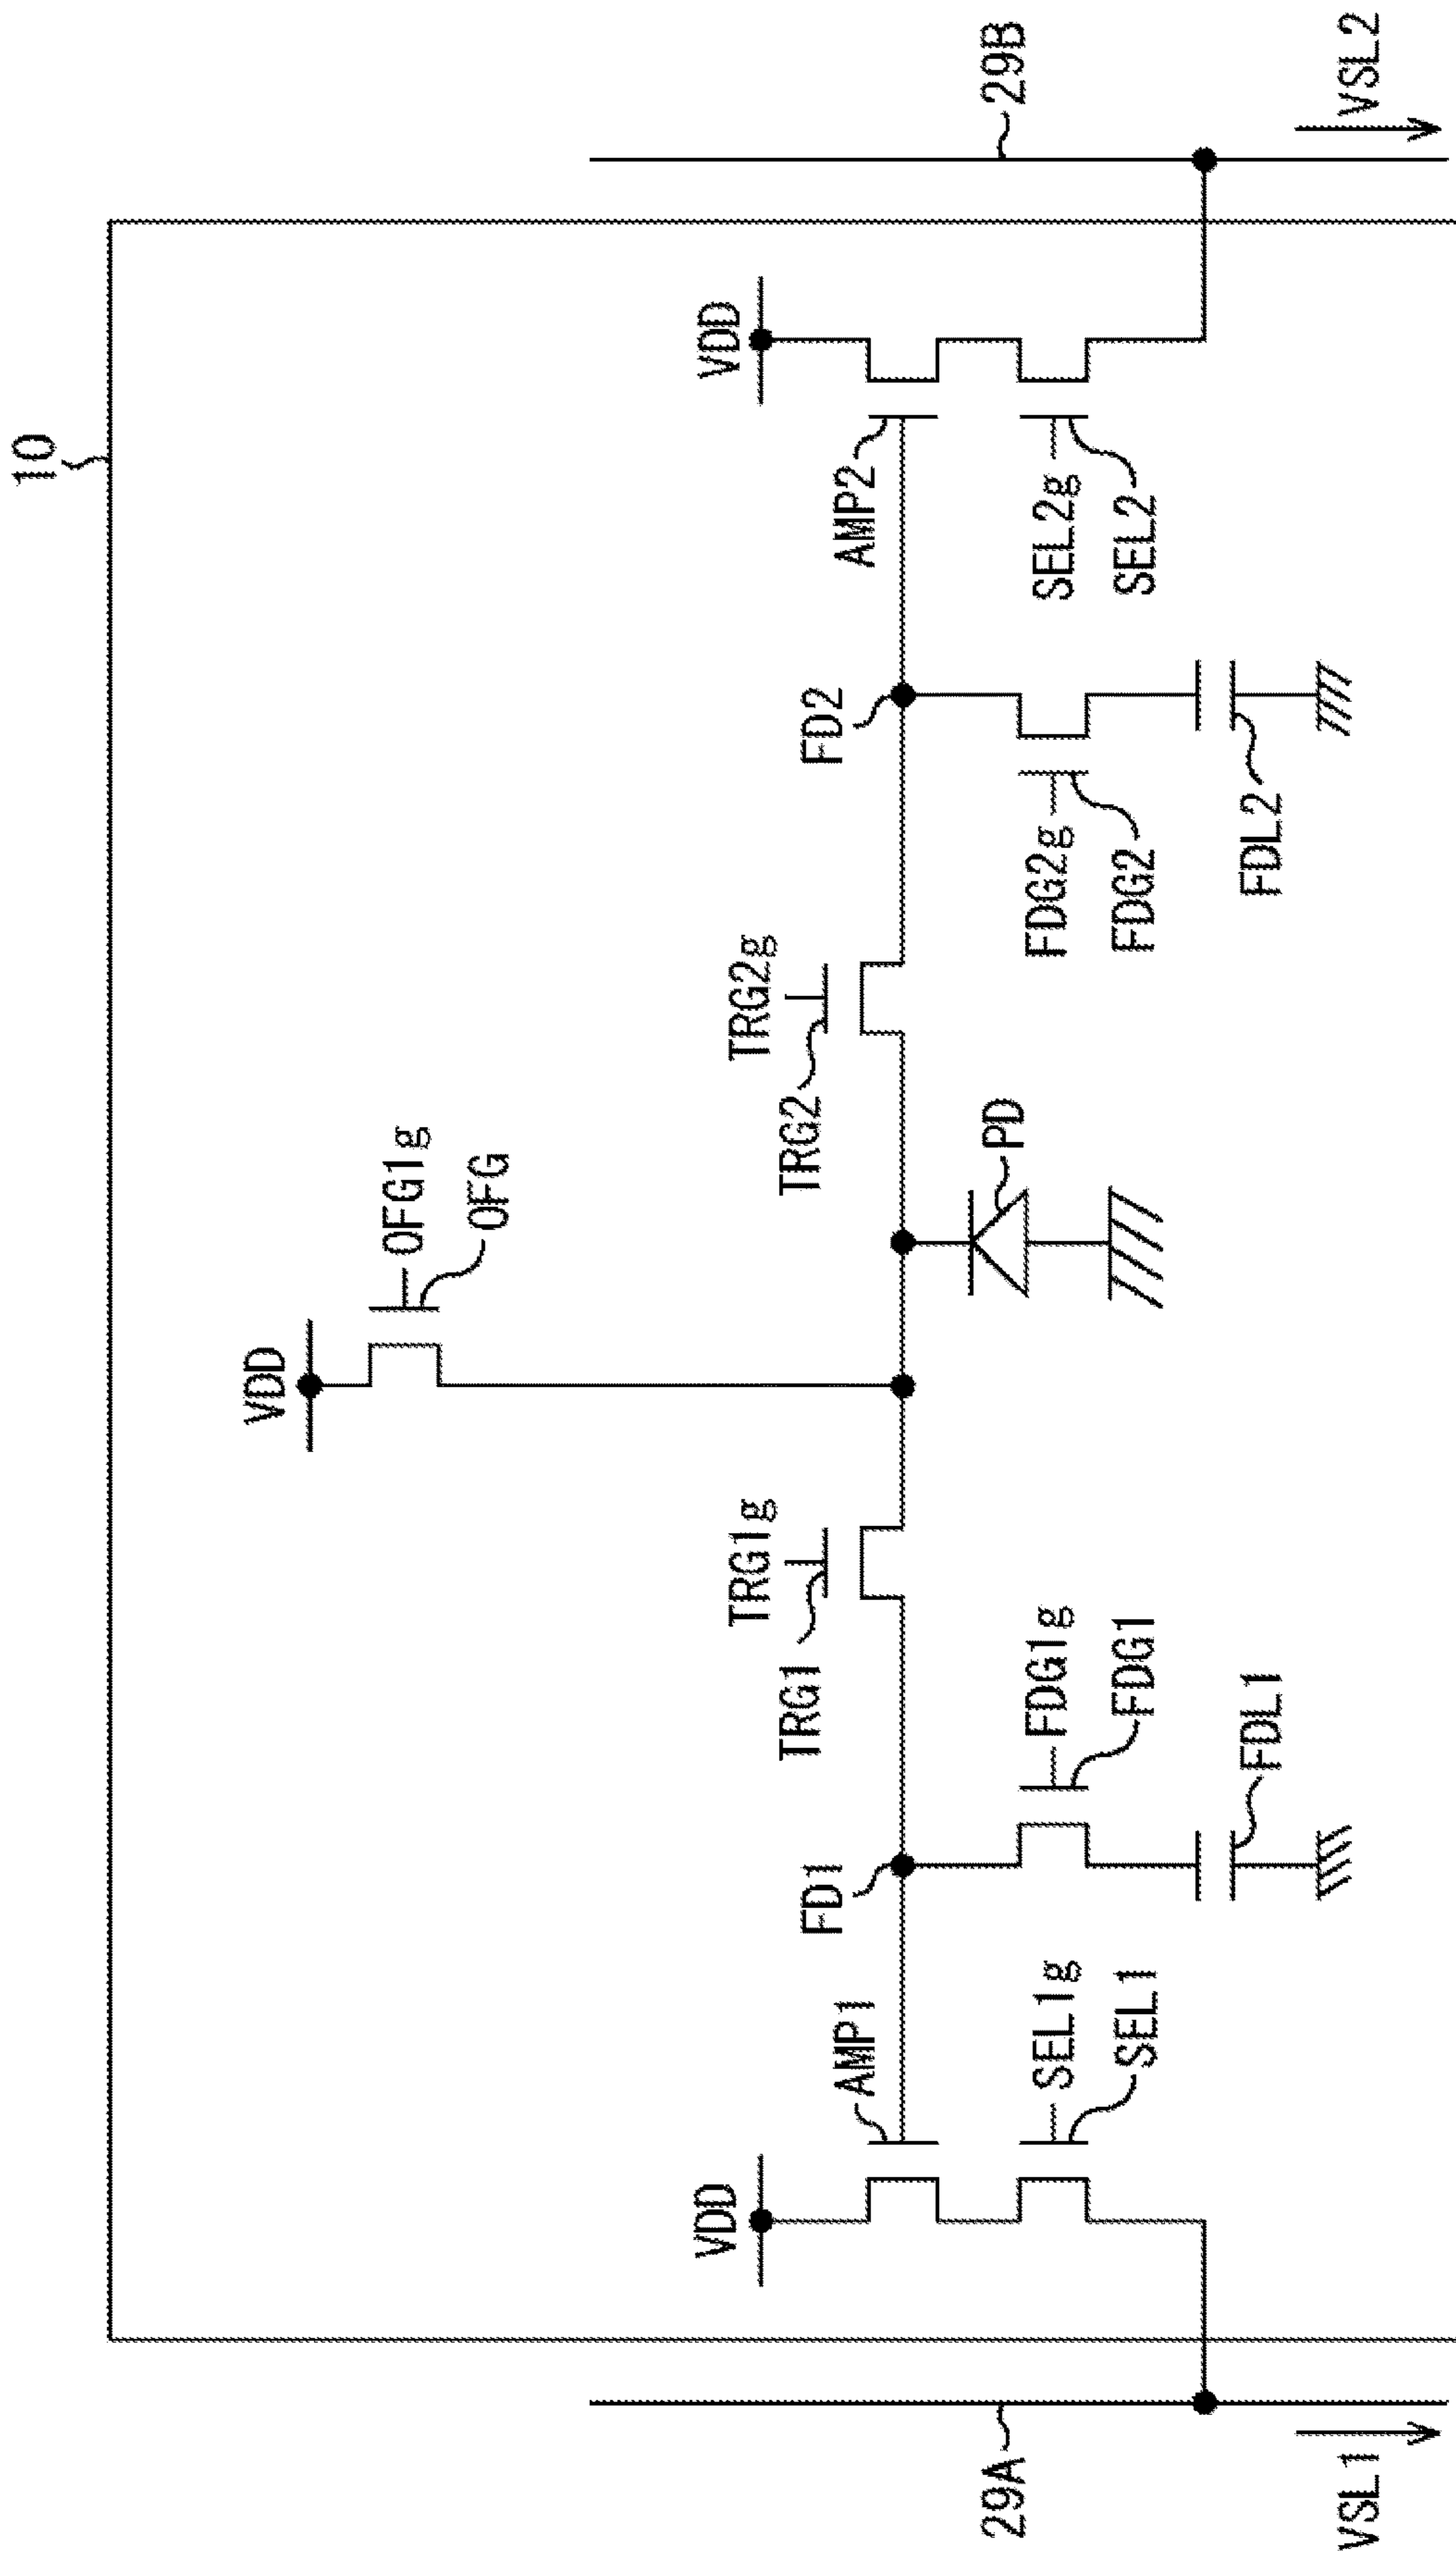 10
VDD
OFG1g
OFG
TRG1g
TRG1
TRG2g
TRG2
VDD
AMP1
FD1
FD2
AMP2
VDD
SEL1g
SEL1
FDG1g
FDG1
FDL1
PD
FDG2g
FDG2
FDL2
SEL2g
SEL2
29A
VSL1
29B
VSL2